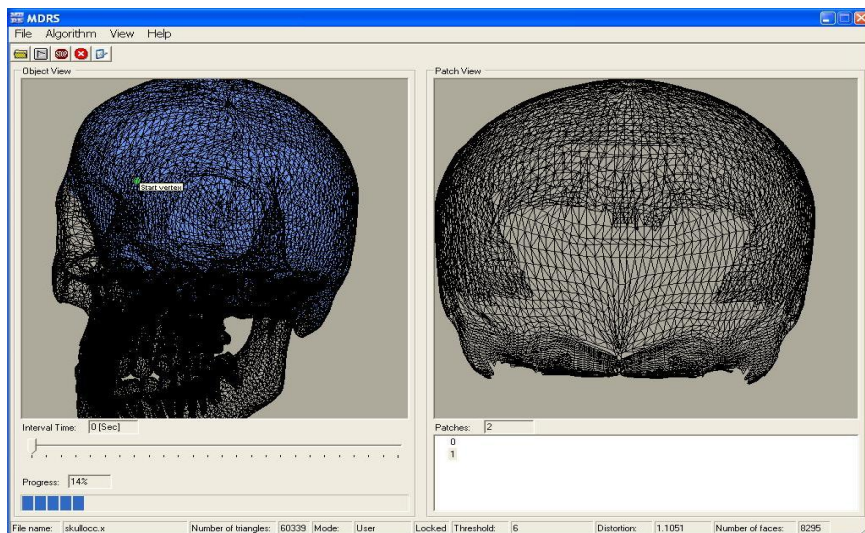 MDRS
File Algorithm View Help
STOP
Object View
Patch View
Start vertex
Interval Time: 0 [Sec]
Patches: 2
0
1
Progress: 14%
File name: skullocc.x Number of triangles: 60339 Mode: User Locked Threshold: 6 Distortion: 1.1051 Number of faces: 8295